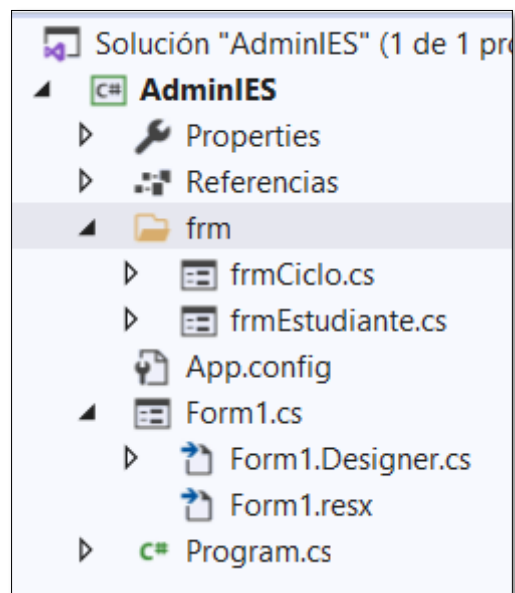 Solución "AdminIES" (1 de 1 pr
C# AdminIES
Properties
Referencias
frm
frmCiclo.cs
frmEstudiante.cs
App.config
Form1.cs
Form1.Designer.cs
Form1.resx
C# Program.cs